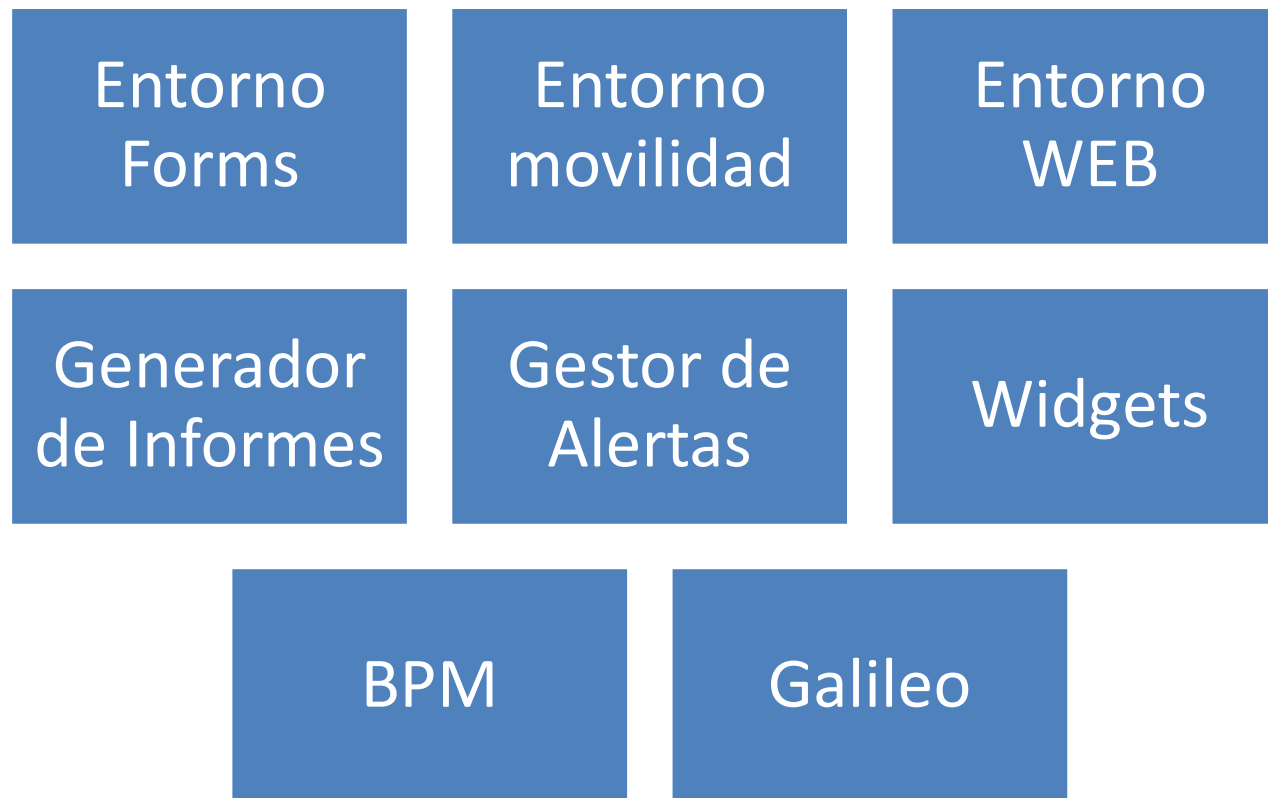 Entorno
Forms
Entorno
movilidad
Entorno
WEB
Generador
de Informes
Gestor de
Alertas
Widgets
BPM
Galileo